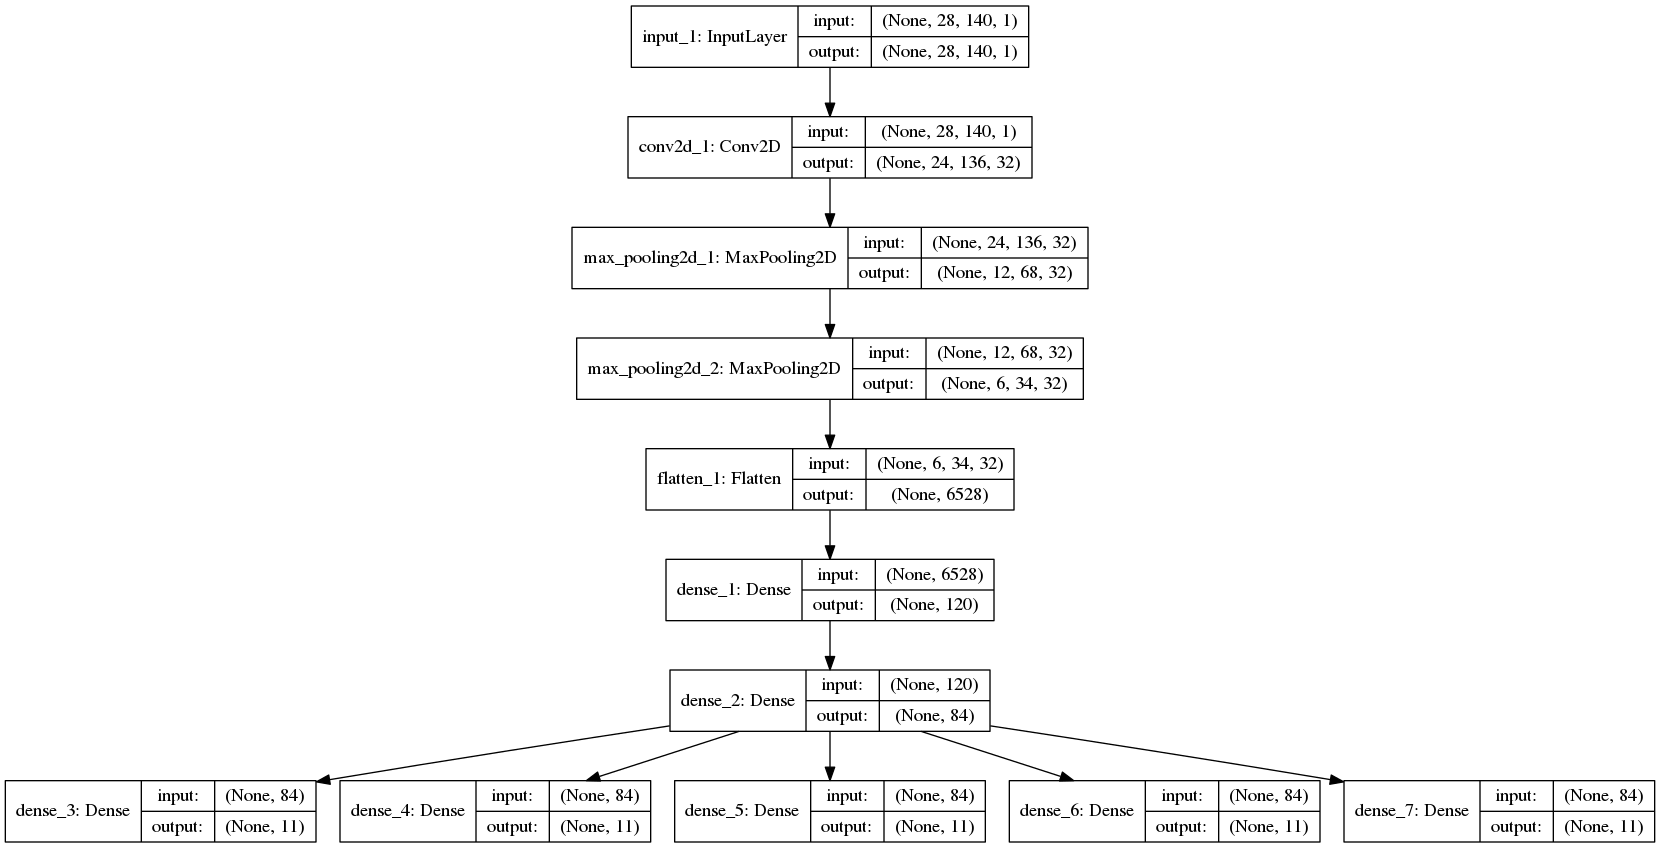 input_1: InputLayer
input: (None, 28, 140, 1)
output: (None, 28, 140, 1)
conv2d_1: Conv2D
input: (None, 28, 140, 1)
output: (None, 24, 136, 32)
max_pooling2d_1: MaxPooling2D
input: (None, 24, 136, 32)
output: (None, 12, 68, 32)
max_pooling2d_2: MaxPooling2D
input: (None, 12, 68, 32)
output: (None, 6, 34, 32)
flatten_1: Flatten
input: (None, 6, 34, 32)
output: (None, 6528)
dense_1: Dense
input: (None, 6528)
output: (None, 120)
dense_2: Dense
input: (None, 120)
output: (None, 84)
dense_3: Dense
input: (None, 84)
output: (None, 11)
dense_4: Dense
input: (None, 84)
output: (None, 11)
dense_5: Dense
input: (None, 84)
output: (None, 11)
dense_6: Dense
input: (None, 84)
output: (None, 11)
dense_7: Dense
input: (None, 84)
output: (None, 11)